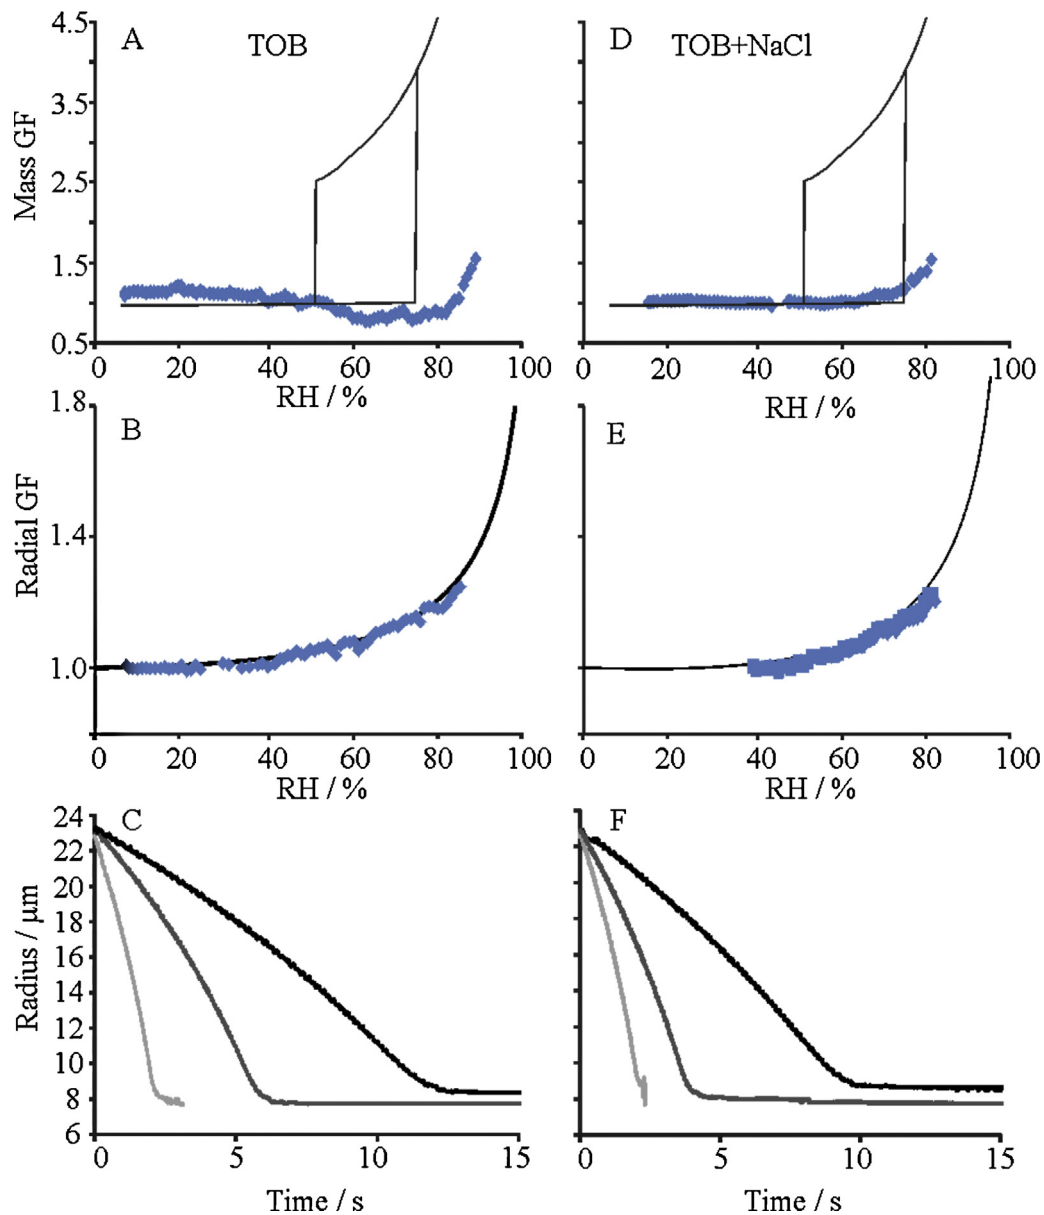 A TOB
4.5
3.5
2.5
1.5
0.5
Mass GF
0 20 40 60 80 100
RH / %
D TOB+NaCl
0 20 40 60 80 100
RH / %
B
1.8
1.4
1.0
Radial GF
0 20 40 60 80 100
RH / %
E
0 20 40 60 80 100
RH / %
C
24
22
20
18
16
14
12
10
8
6
Radius / μm
0 5 10 15
Time / s
F
0 5 10 15
Time / s